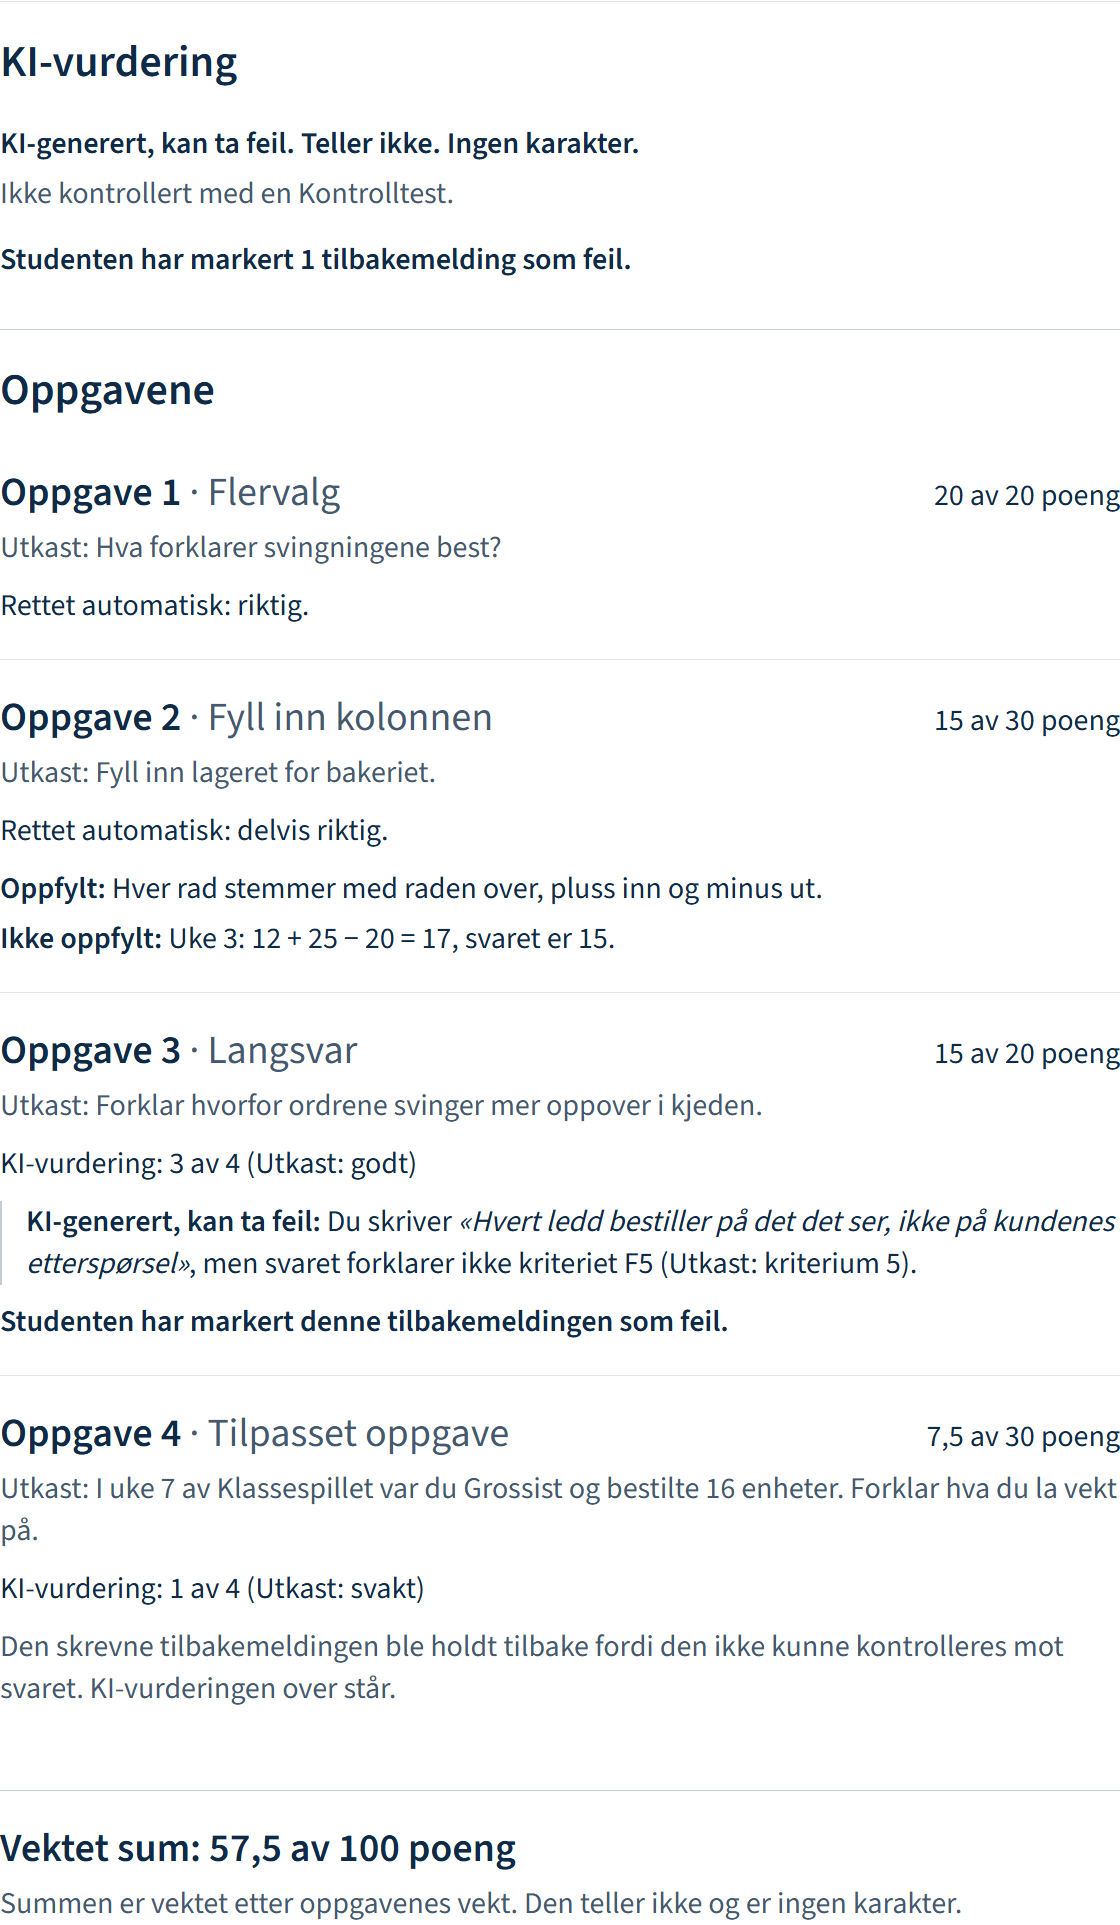 KI-vurdering
KI-generert, kan ta feil. Teller ikke. Ingen karakter.
Ikke kontrollert med en Kontrolltest.
Studenten har markert 1 tilbakemelding som feil.
Oppgavene
Oppgave 1 · Flervalg
20 av 20 poeng
Utkast: Hva forklarer svingningene best?
Rettet automatisk: riktig.
Oppgave 2 · Fyll inn kolonnen
15 av 30 poeng
Utkast: Fyll inn lageret for bakeriet.
Rettet automatisk: delvis riktig.
Oppfylt: Hver rad stemmer med raden over, pluss inn og minus ut.
Ikke oppfylt: Uke 3: 12 + 25 − 20 = 17, svaret er 15.
Oppgave 3 · Langsvar
15 av 20 poeng
Utkast: Forklar hvorfor ordrene svinger mer oppover i kjeden.
KI-vurdering: 3 av 4 (Utkast: godt)
KI-generert, kan ta feil: Du skriver «Hvert ledd bestiller på det det ser, ikke på kundenes
etterspørsel», men svaret forklarer ikke kriteriet F5 (Utkast: kriterium 5).
Studenten har markert denne tilbakemeldingen som feil.
Oppgave 4 · Tilpasset oppgave
7,5 av 30 poeng
Utkast: I uke 7 av Klassespillet var du Grossist og bestilte 16 enheter. Forklar hva du la vekt
på.
KI-vurdering: 1 av 4 (Utkast: svakt)
Den skrevne tilbakemeldingen ble holdt tilbake fordi den ikke kunne kontrolleres mot
svaret. KI-vurderingen over står.
Vektet sum: 57,5 av 100 poeng
Summen er vektet etter oppgavenes vekt. Den teller ikke og er ingen karakter.